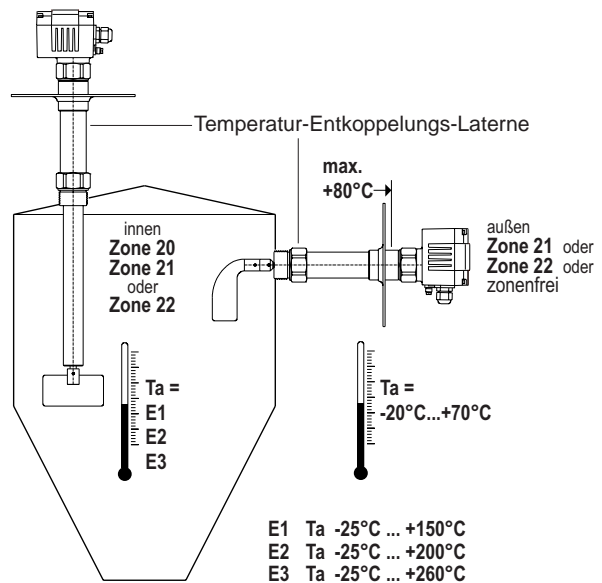 Temperatur-Entkoppelungs-Laterne
max.
+80°C
innen
Zone 20
Zone 21
oder
Zone 22
außen
Zone 21 oder
Zone 22 oder
zonenfrei
Ta =
E1
E2
E3
Ta =
-20°C...+70°C
E1 Ta -25°C ... +150°C
E2 Ta -25°C ... +200°C
E3 Ta -25°C ... +260°C